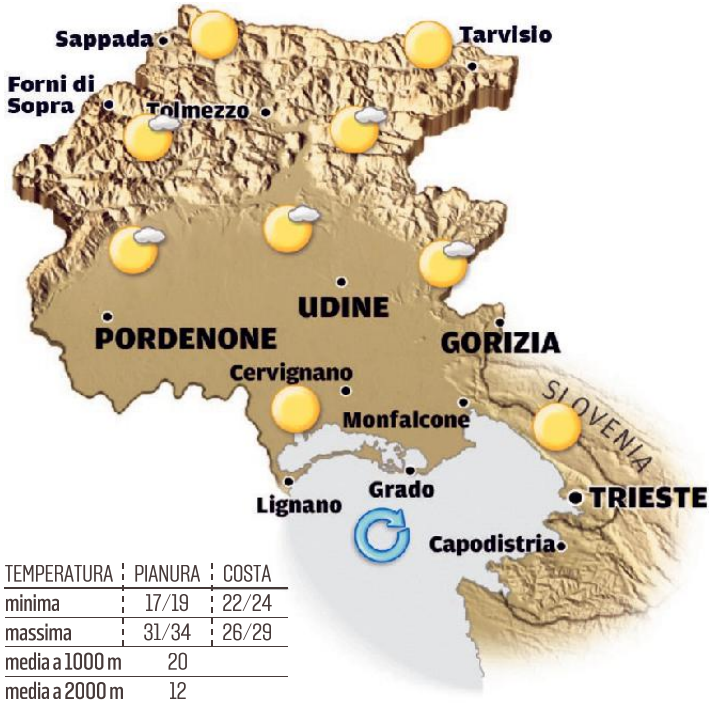 Sappada
Tarvisio
Forni di
Sopra
Tolmezzo
UDINE
PORDENONE
GORIZIA
Cervignano
SLOVENIA
Monfalcone
Grado
Lignano
TRIESTE
Capodistria
TEMPERATURA PIANURA COSTA
minima 17/19 22/24
massima 31/34 26/29
media a 1000 m 20
media a 2000 m 12